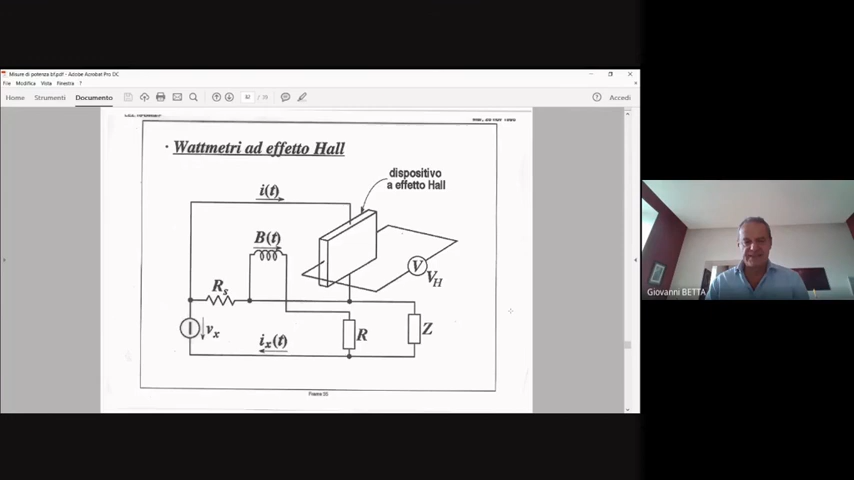 Misure di potenza bf.pdf - Adobe Acrobat Pro DC
File Modifica Vista Finestra ?
Home Strumenti Documento
Accedi
· Wattmetri ad effetto Hall
dispositivo
a effetto Hall
i(t)
B(t)
V
V_H
R_s
v_x
i_x(t)
R
Z
Giovanni BETTA